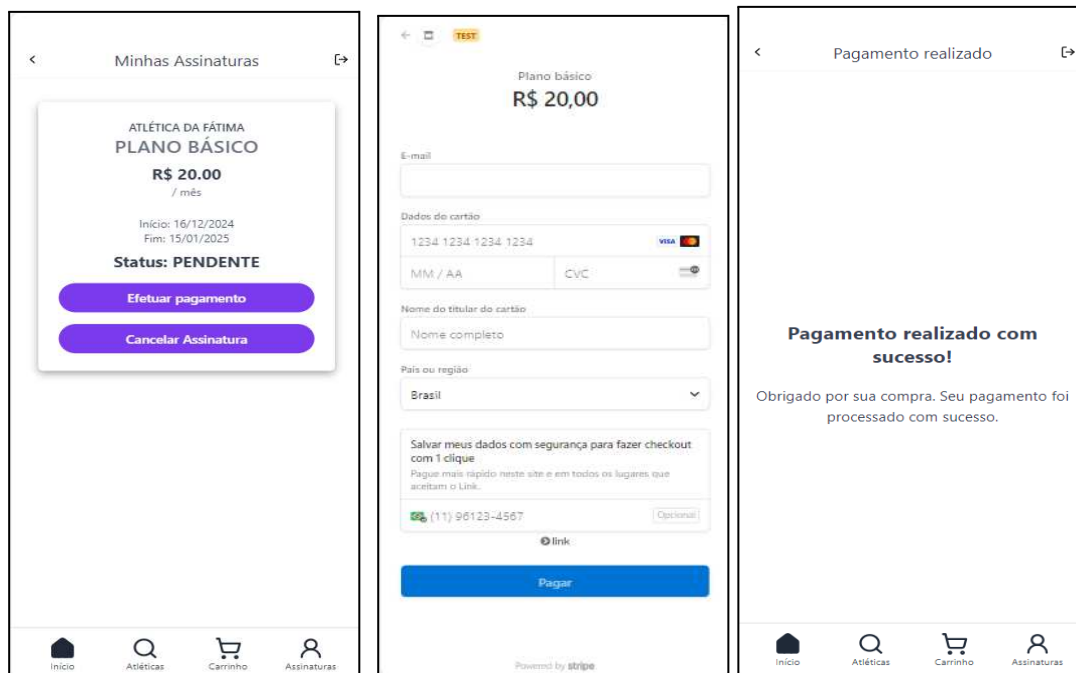 Minhas Assinaturas
ATLÉTICA DA FÁTIMA
PLANO BÁSICO
R$ 20.00
/ mês
Início: 16/12/2024
Fim: 15/01/2025
Status: PENDENTE
Efetuar pagamento
Cancelar Assinatura
Início
Atléticas
Carrinho
Assinaturas
TEST
Plano básico
R$ 20,00
E-mail
Dados do cartão
1234 1234 1234 1234
VISA
MM / AA
CVC
Nome do titular do cartão
Nome completo
País ou região
Brasil
Salvar meus dados com segurança para fazer checkout
com 1 clique
Pague mais rápido neste site e em todos os lugares que
aceitam o Link.
(11) 96123-4567
Opcional
link
Pagar
Powered by stripe
Pagamento realizado
Pagamento realizado com
sucesso!
Obrigado por sua compra. Seu pagamento foi
processado com sucesso.
Início
Atléticas
Carrinho
Assinaturas